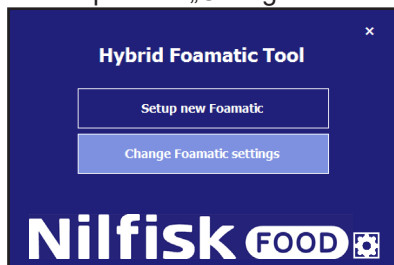 ×
Hybrid Foamatic Tool
Setup new Foamatic
Change Foamatic settings
Nilfisk FOOD